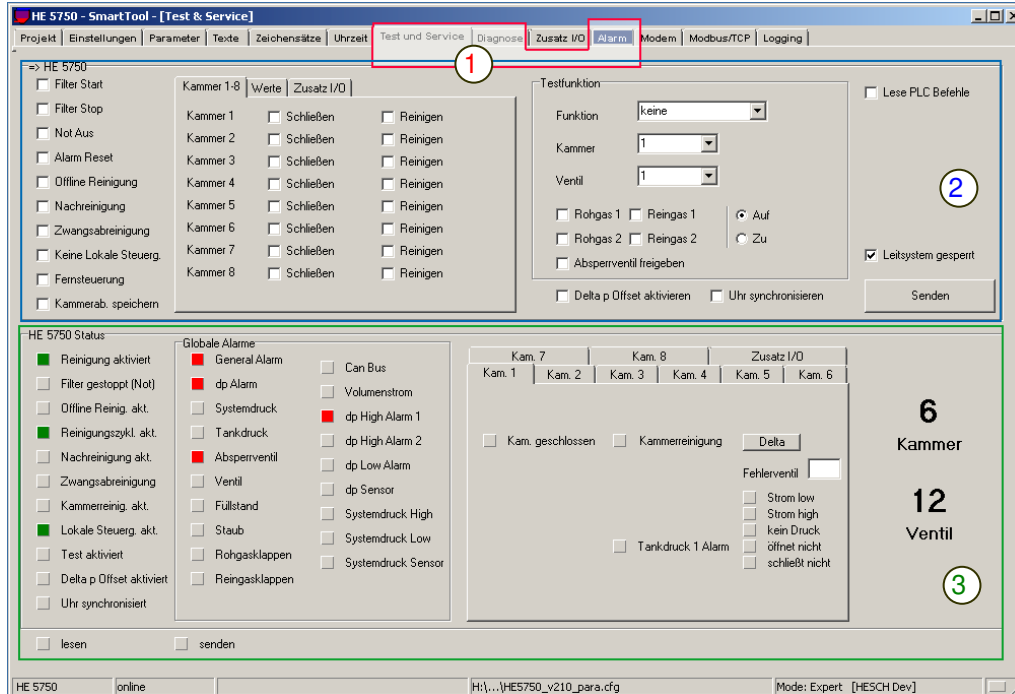 HE 5750 - SmartTool - [Test & Service]
Projekt Einstellungen Parameter Texte Zeichensätze Uhrzeit Test und Service Diagnose Zusatz I/O Alarm Modem Modbus/TCP Logging
1
=> HE 5750
Filter Start
Filter Stop
Not Aus
Alarm Reset
Offline Reinigung
Nachreinigung
Zwangsabreinigung
Keine Lokale Steuerg.
Fernsteuerung
Kammerab. speichern
Kammer 1-8 Werte Zusatz I/O
Kammer 1 Schließen Reinigen
Kammer 2 Schließen Reinigen
Kammer 3 Schließen Reinigen
Kammer 4 Schließen Reinigen
Kammer 5 Schließen Reinigen
Kammer 6 Schließen Reinigen
Kammer 7 Schließen Reinigen
Kammer 8 Schließen Reinigen
Testfunktion
Funktion keine
Kammer 1
Ventil 1
Rohgas 1 Reingas 1 Auf
Rohgas 2 Reingas 2 Zu
Absperrventil freigeben
Delta p Offset aktivieren Uhr synchronisieren
Lese PLC Befehle
2
Leitsystem gesperrt
Senden
HE 5750 Status
Reinigung aktiviert
Filter gestoppt (Not)
Offline Reinig. akt.
Reinigungszykl. akt.
Nachreinigung akt.
Zwangsabreinigung
Kammerreinig. akt.
Lokale Steuerg. akt.
Test aktiviert
Delta p Offset aktiviert
Uhr synchronisiert
Globale Alarme
General Alarm
dp Alarm
Systemdruck
Tankdruck
Absperrventil
Ventil
Füllstand
Staub
Rohgasklappen
Reingasklappen
Can Bus
Volumenstrom
dp High Alarm 1
dp High Alarm 2
dp Low Alarm
dp Sensor
Systemdruck High
Systemdruck Low
Systemdruck Sensor
Kam. 7 Kam. 8 Zusatz I/O
Kam. 1 Kam. 2 Kam. 3 Kam. 4 Kam. 5 Kam. 6
Kam. geschlossen Kammerreinigung Delta
Fehlerventil
Strom low
Strom high
kein Druck
Tankdruck 1 Alarm öffnet nicht
schließt nicht
6
Kammer
12
Ventil
3
lesen senden
HE 5750 online H:\...\HE5750_v210_para.cfg Mode: Expert [HESCH Dev]